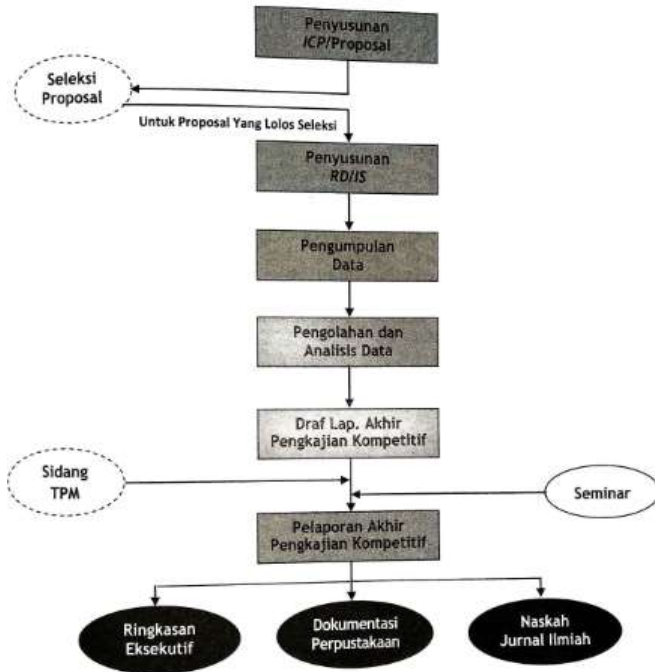 Penyusunan
ICP/Proposal
Seleksi
Proposal
Untuk Proposal Yang Lolos Seleksi
Penyusunan
RD/IS
Pengumpulan
Data
Pengolahan dan
Analisis Data
Draf Lap. Akhir
Pengkajian Kompetitif
Sidang
TPM
Seminar
Pelaporan Akhir
Pengkajian Kompetitif
Ringkasan
Eksekutif
Dokumentasi
Perpustakaan
Naskah
Jurnal Ilmiah